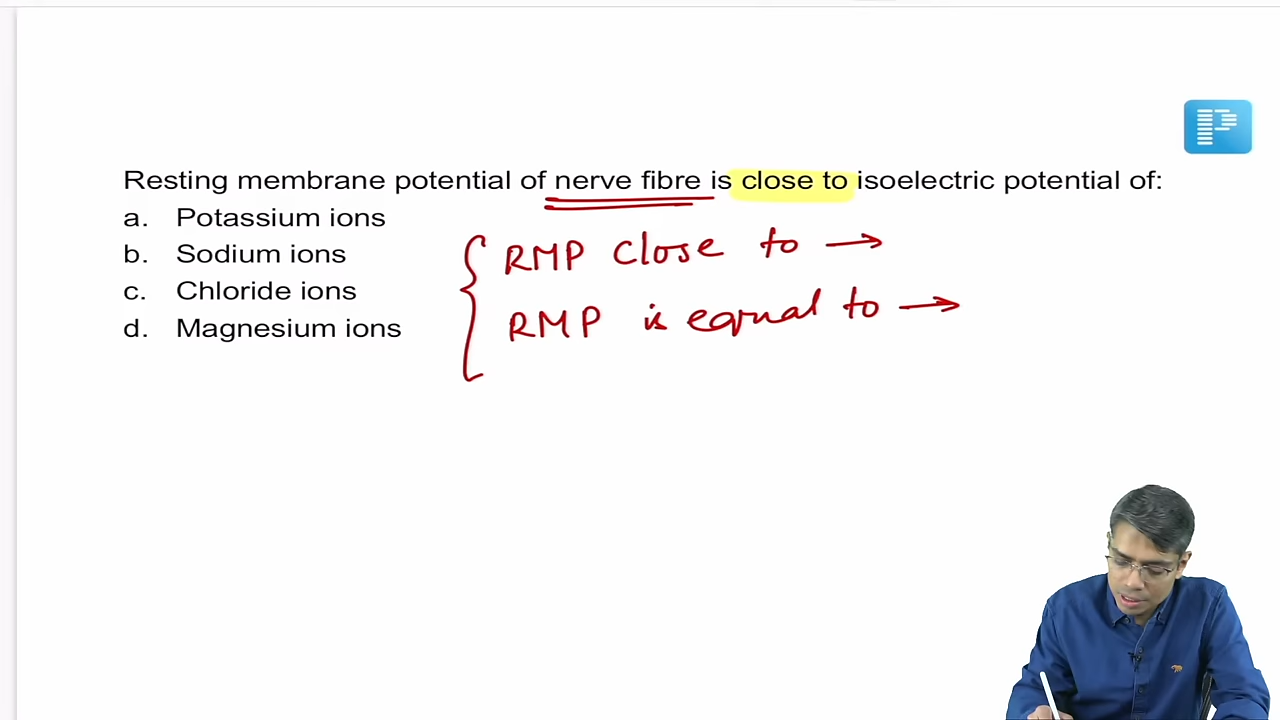 Resting membrane potential of nerve fibre is close to isoelectric potential of:
a. Potassium ions
b. Sodium ions
c. Chloride ions
d. Magnesium ions
RMP close to →
RMP is equal to →